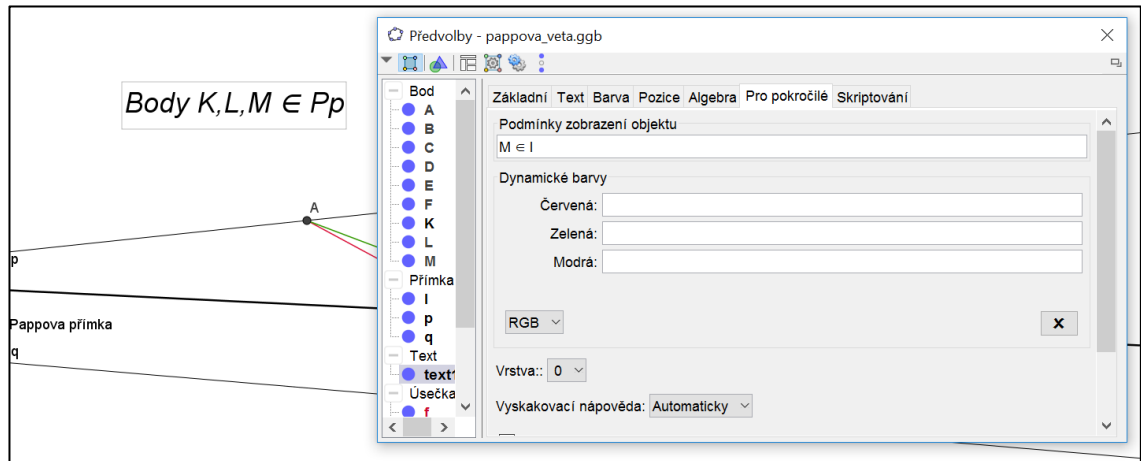 Body K,L,M ∈ Pp
A
p
Pappova přímka
q
Předvolby - pappova_veta.ggb
Bod
A
B
C
D
E
F
K
L
M
Přímka
l
p
q
Text
text1
Úsečka
f
Základní Text Barva Pozice Algebra Pro pokročilé Skriptování
Podmínky zobrazení objektu
M ∈ l
Dynamické barvy
Červená:
Zelená:
Modrá:
RGB
x
Vrstva:: 0
Vyskakovací nápověda: Automaticky